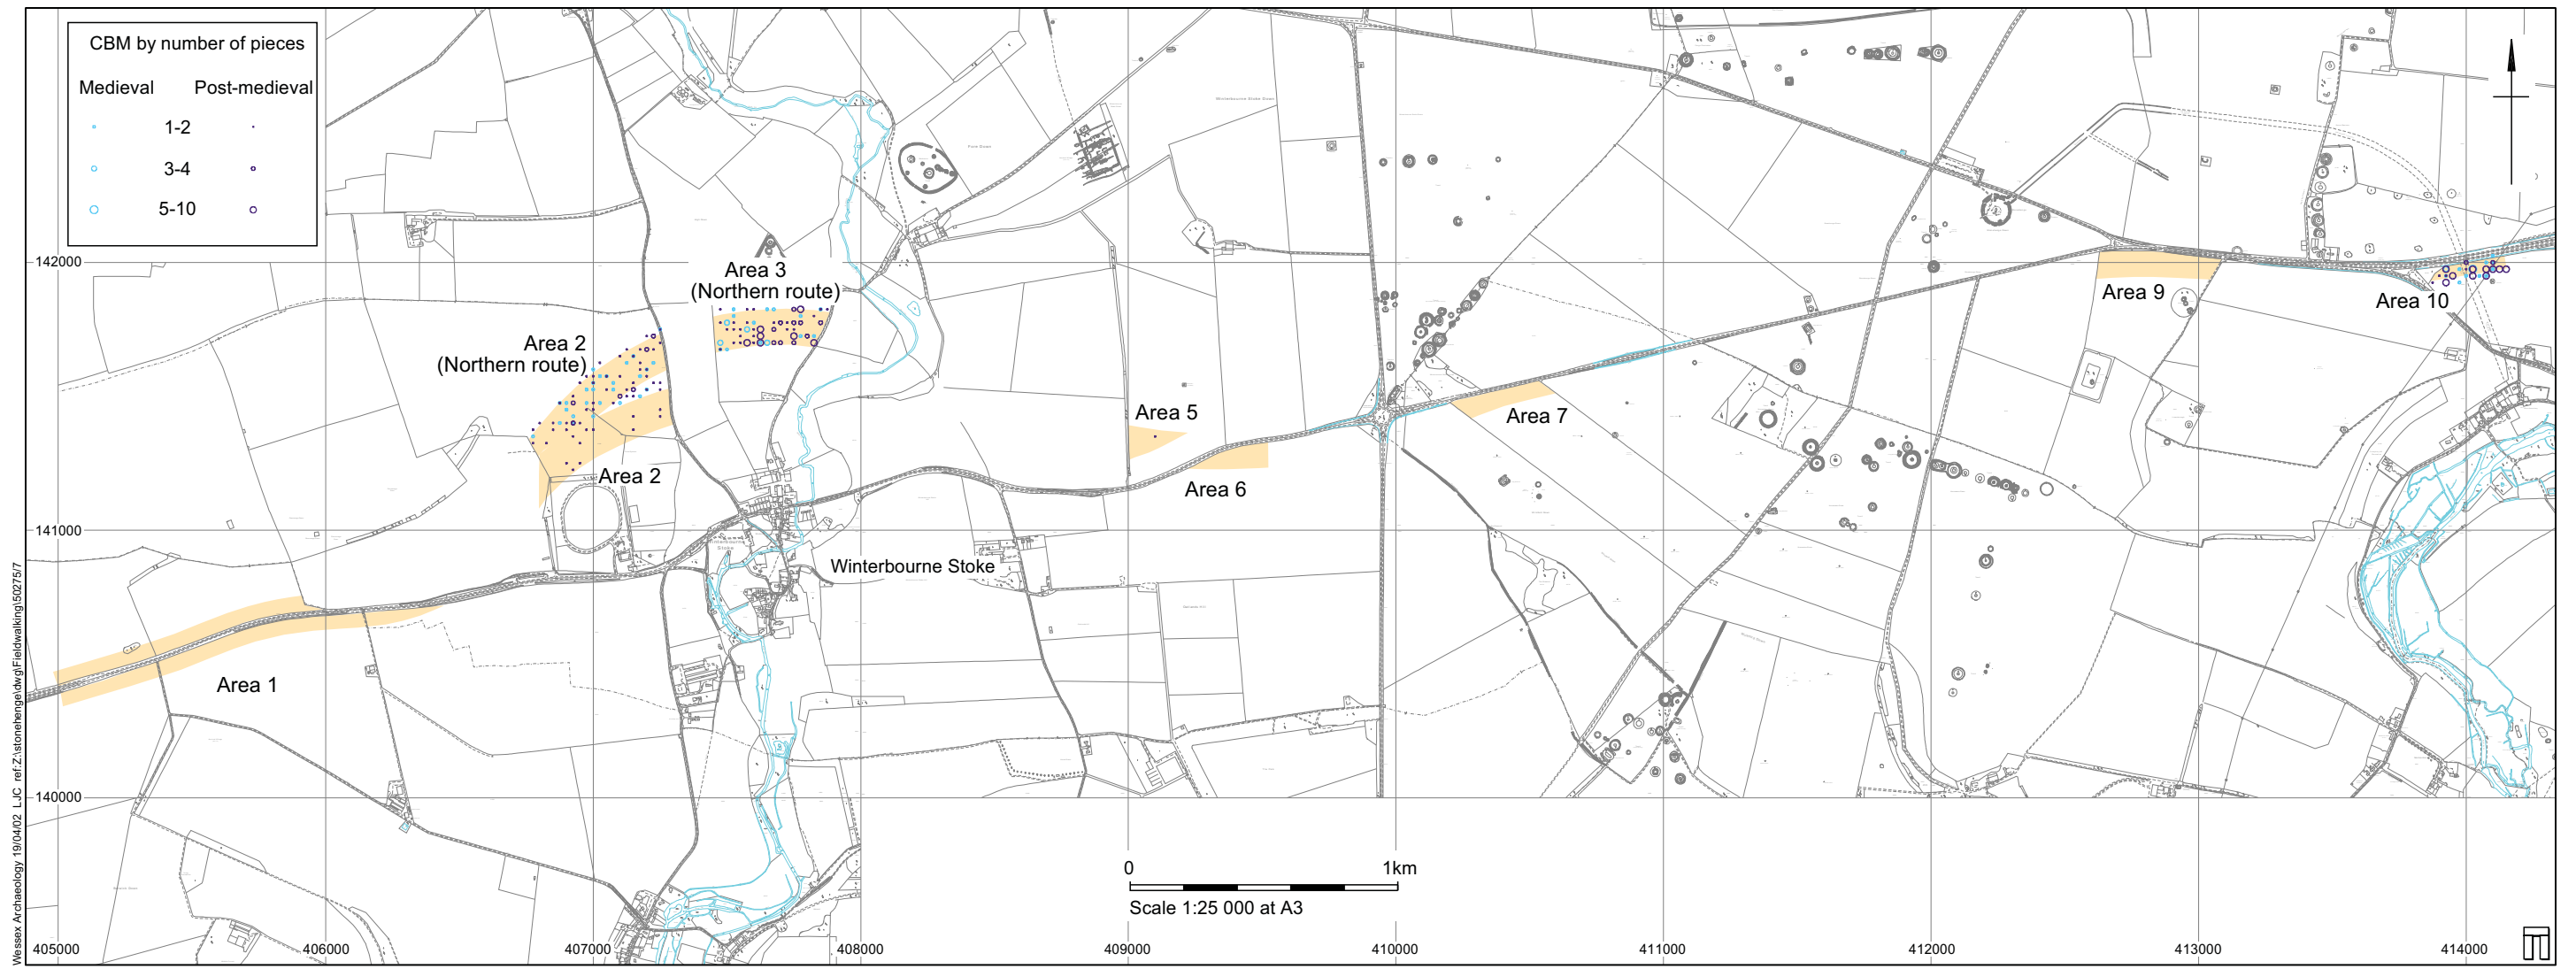 CBM by number of pieces
Medieval Post-medieval
1-2
3-4
5-10
142000
141000
140000
Area 3
(Northern route)
Area 2
(Northern route)
Area 2
Area 1
Area 5
Area 6
Area 7
Area 9
Area 10
Winterbourne Stoke
0 1km
Scale 1:25 000 at A3
405000 406000 407000 408000 409000 410000 411000 412000 413000 414000
Wessex Archaeology 19/04/02 LJC ref:Z:\stonehenge\dwg\Fieldwalking\50275/7